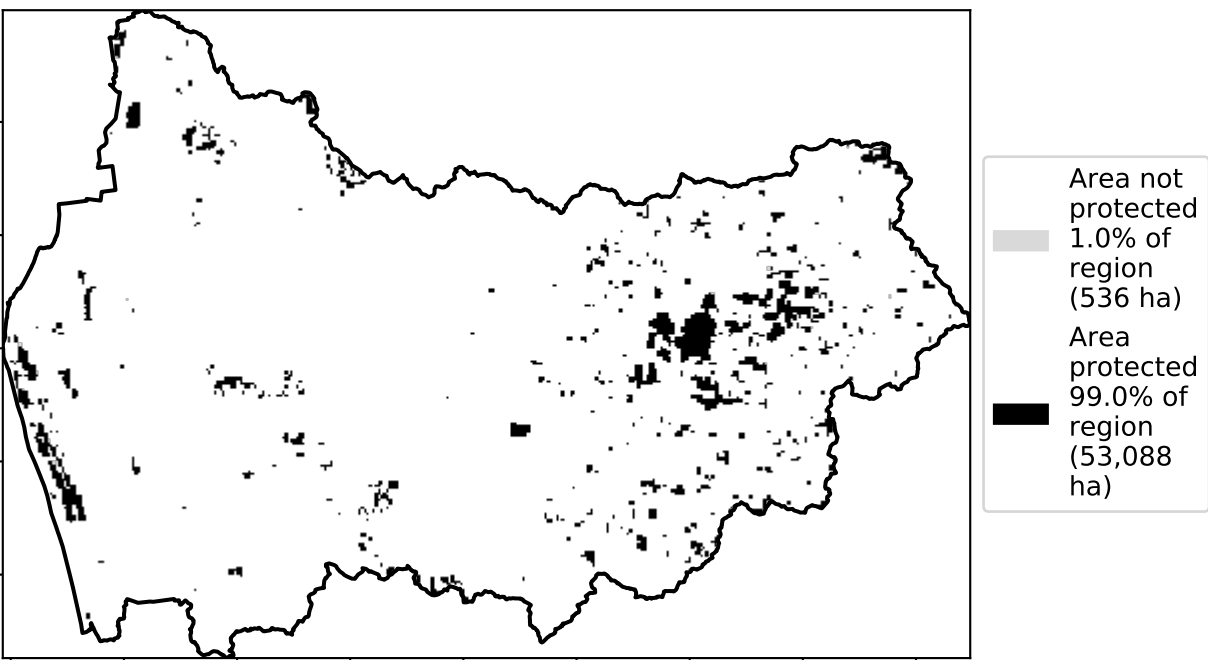 Area not
protected
1.0% of
region
(536 ha)
Area
protected
99.0% of
region
(53,088
ha)